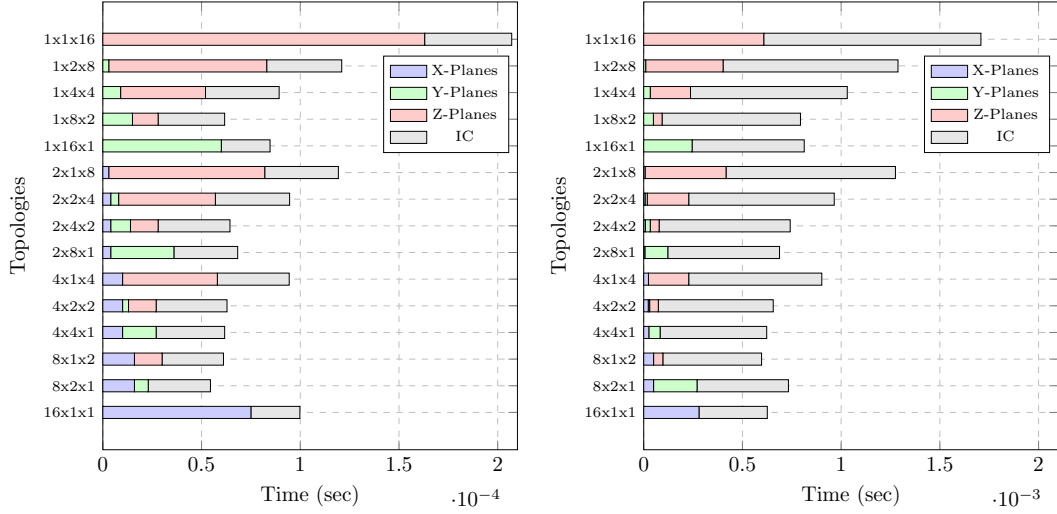 1x1x16
1x2x8
1x4x4
1x8x2
1x16x1
2x1x8
2x2x4
2x4x2
2x8x1
4x1x4
4x2x2
4x4x1
8x1x2
8x2x1
16x1x1
Topologies
X-Planes
Y-Planes
Z-Planes
IC
0 0.5 1 1.5 2
Time (sec)
·10−4
1x1x16
1x2x8
1x4x4
1x8x2
1x16x1
2x1x8
2x2x4
2x4x2
2x8x1
4x1x4
4x2x2
4x4x1
8x1x2
8x2x1
16x1x1
Topologies
X-Planes
Y-Planes
Z-Planes
IC
0 0.5 1 1.5 2
Time (sec)
·10−3